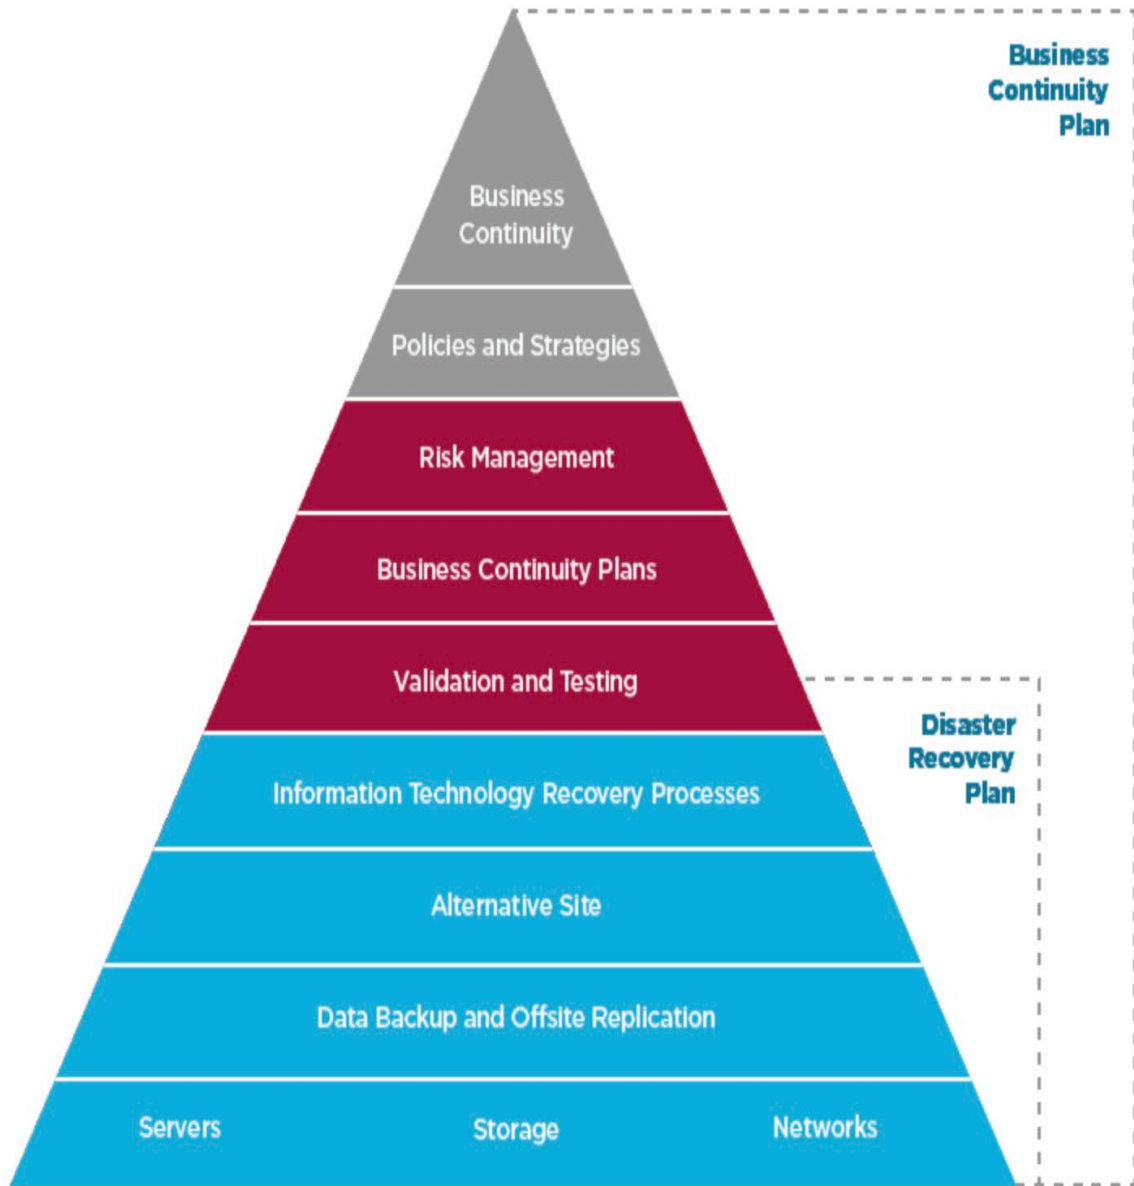 Business
Continuity
Plan
Business
Continuity
Policies and Strategies
Risk Management
Business Continuity Plans
Validation and Testing
Disaster
Recovery
Plan
Information Technology Recovery Processes
Alternative Site
Data Backup and Offsite Replication
Servers Storage Networks